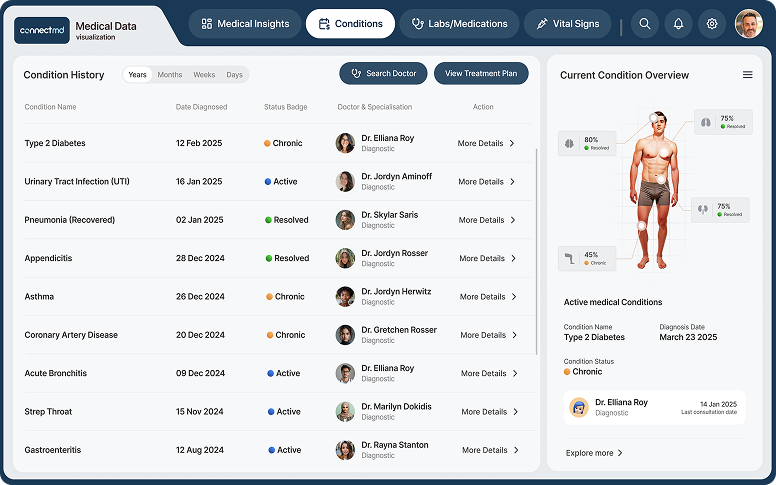 connectmd
Medical Data
visualization
Medical Insights
Conditions
Labs/Medications
Vital Signs
Condition History
Years Months Weeks Days
Search Doctor
View Treatment Plan
Condition Name Date Diagnosed Status Badge Doctor & Specialisation Action
Type 2 Diabetes 12 Feb 2025 Chronic Dr. Elliana Roy More Details
Diagnostic
Urinary Tract Infection (UTI) 16 Jan 2025 Active Dr. Jordyn Aminoff More Details
Diagnostic
Pneumonia (Recovered) 02 Jan 2025 Resolved Dr. Skylar Saris More Details
Diagnostic
Appendicitis 28 Dec 2024 Resolved Dr. Jordyn Rosser More Details
Diagnostic
Asthma 26 Dec 2024 Chronic Dr. Jordyn Herwitz More Details
Diagnostic
Coronary Artery Disease 20 Dec 2024 Chronic Dr. Gretchen Rosser More Details
Diagnostic
Acute Bronchitis 09 Dec 2024 Active Dr. Elliana Roy More Details
Diagnostic
Strep Throat 15 Nov 2024 Active Dr. Marilyn Dokidis More Details
Diagnostic
Gastroenteritis 12 Aug 2024 Active Dr. Rayna Stanton More Details
Diagnostic
Current Condition Overview
75%
Resolved
80%
Resolved
75%
Resolved
45%
Chronic
Active medical Conditions
Condition Name Diagnosis Date
Type 2 Diabetes March 23 2025
Condition Status
Chronic
Dr. Elliana Roy 14 Jan 2025
Diagnostic Last consultation date
Explore more